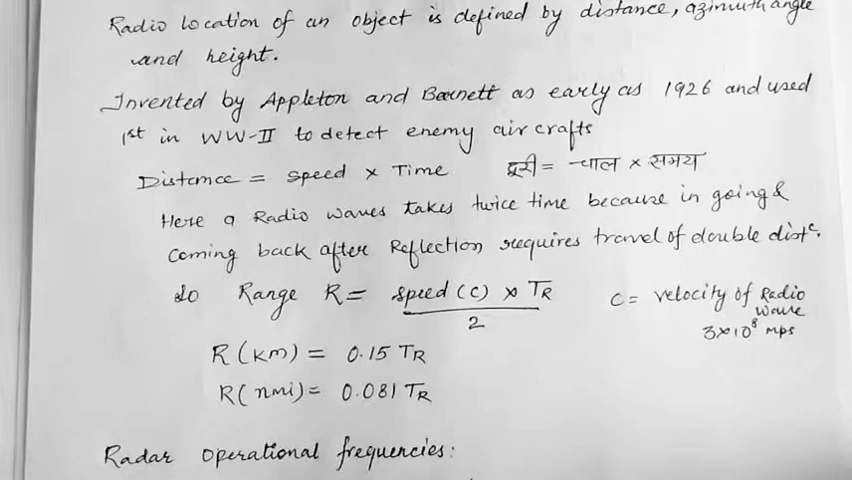 Radio location of an object is defined by distance, azimuth angle
and height.
Invented by Appleton and Barnett as early as 1926 and used
1st in WW-II to detect enemy air crafts
Distance = Speed × Time दूरी = चाल × समय
Here a Radio waves takes twice time because in going &
coming back after Reflection requires travel of double distᶜ.
So Range R = speed (c) × TR / 2
C = velocity of Radio
wave
3×10⁸ mps
R (km) = 0.15 TR
R (nmi) = 0.081 TR
Radar Operational frequencies: